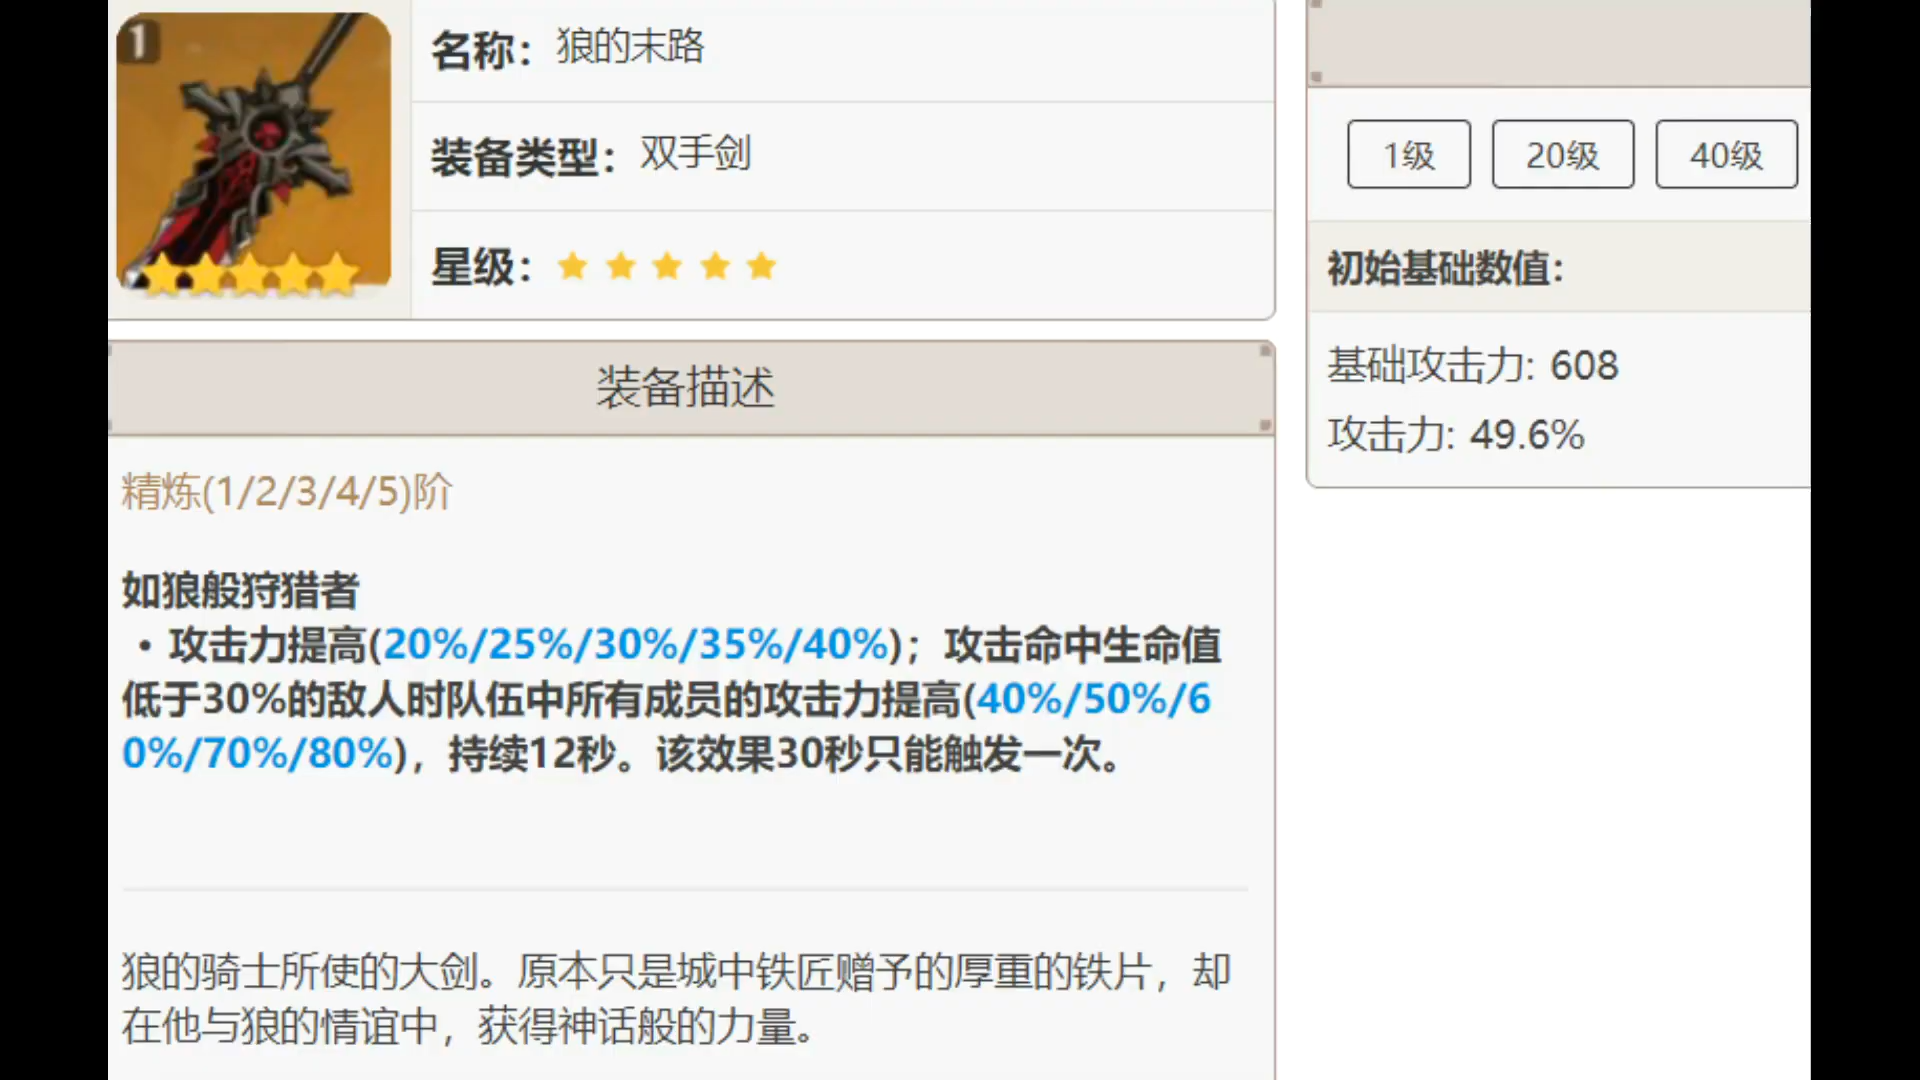 1
名称：狼的末路
装备类型：双手剑
星级：
装备描述
精炼(1/2/3/4/5)阶
如狼般狩猎者
・攻击力提高(20%/25%/30%/35%/40%)；攻击命中生命值
低于30%的敌人时队伍中所有成员的攻击力提高(40%/50%/6
0%/70%/80%)，持续12秒。该效果30秒只能触发一次。
狼的骑士所使的大剑。原本只是城中铁匠赠予的厚重的铁片，却
在他与狼的情谊中，获得神话般的力量。
1级 20级 40级
初始基础数值：
基础攻击力: 608
攻击力: 49.6%